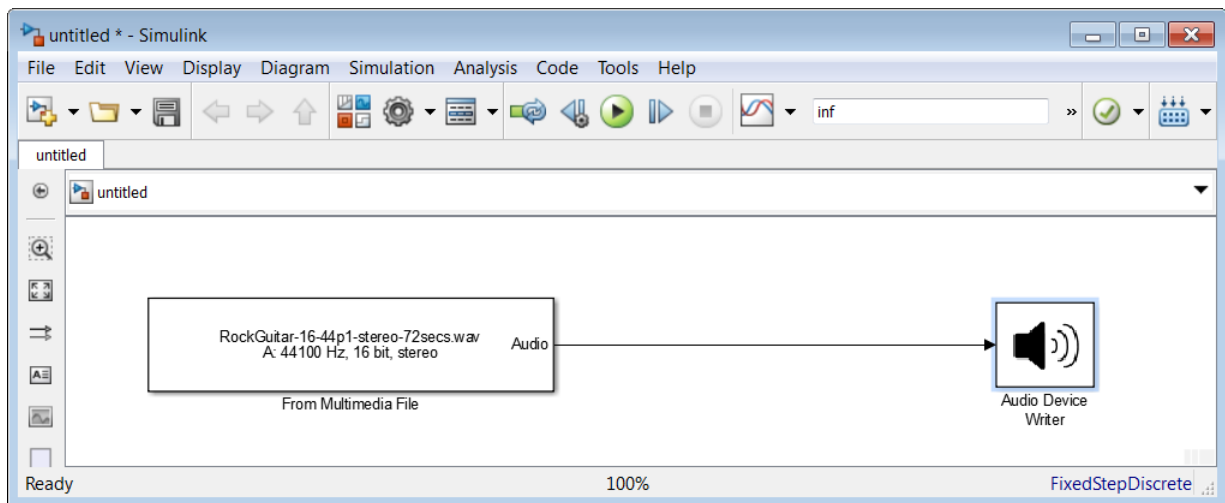 untitled * - Simulink
File Edit View Display Diagram Simulation Analysis Code Tools Help
inf »
untitled
untitled
RockGuitar-16-44p1-stereo-72secs.wav
A: 44100 Hz, 16 bit, stereo
Audio
From Multimedia File
Audio Device
Writer
Ready 100% FixedStepDiscrete